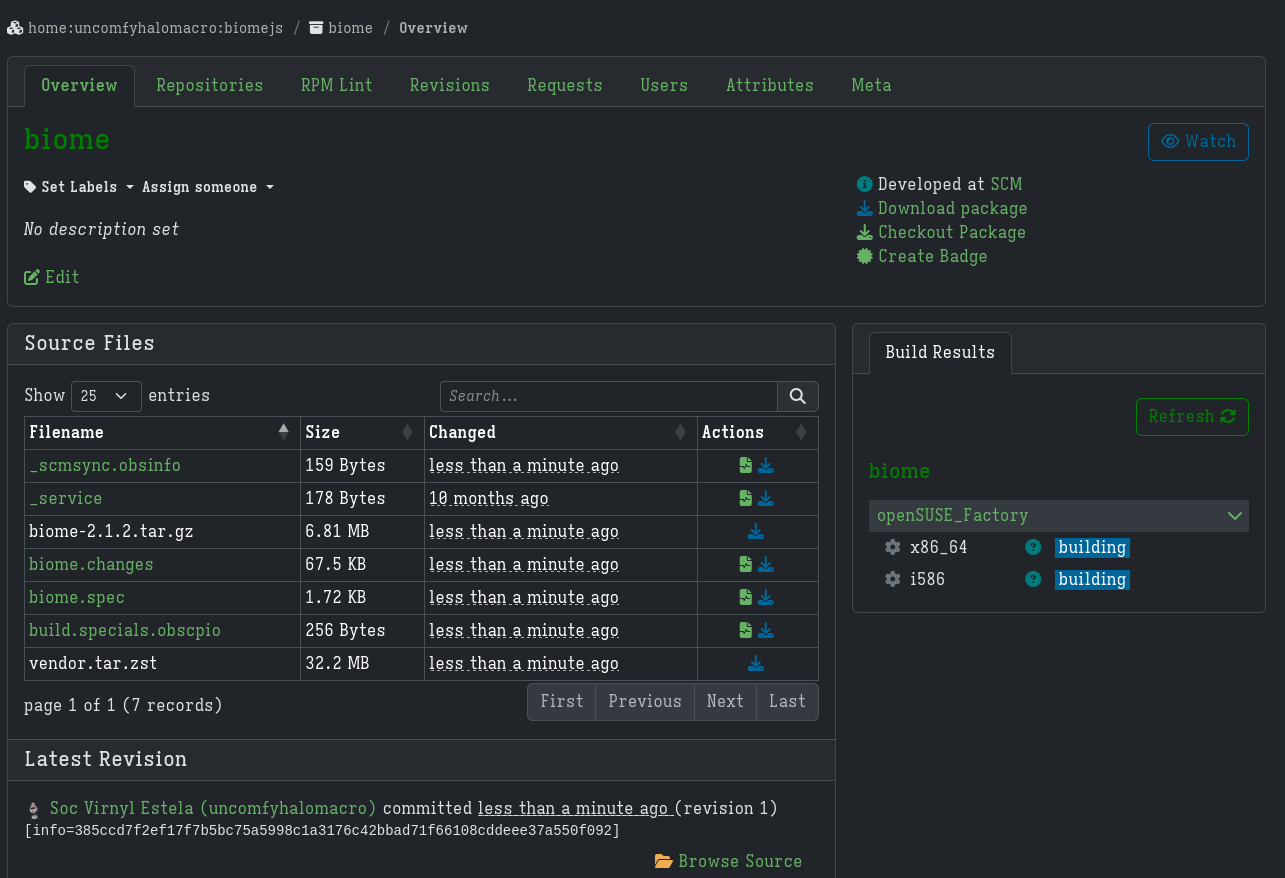 home:uncomfyhalomacro:biomejs / biome / Overview
Overview Repositories RPM Lint Revisions Requests Users Attributes Meta
biome
Watch
Set Labels Assign someone
No description set
Edit
Developed at SCM
Download package
Checkout Package
Create Badge
Source Files
Show 25 entries
Search...
Filename Size Changed Actions
_scmsync.obsinfo 159 Bytes less than a minute ago
_service 178 Bytes 10 months ago
biome-2.1.2.tar.gz 6.81 MB less than a minute ago
biome.changes 67.5 KB less than a minute ago
biome.spec 1.72 KB less than a minute ago
build.specials.obscpio 256 Bytes less than a minute ago
vendor.tar.zst 32.2 MB less than a minute ago
page 1 of 1 (7 records)
First Previous Next Last
Latest Revision
Soc Virnyl Estela (uncomfyhalomacro) committed less than a minute ago (revision 1)
[info=385ccd7f2ef17f7b5bc75a5998c1a3176c42bbad71f66108cddeee37a550f092]
Browse Source
Build Results
Refresh
biome
openSUSE_Factory
x86_64 building
i586 building